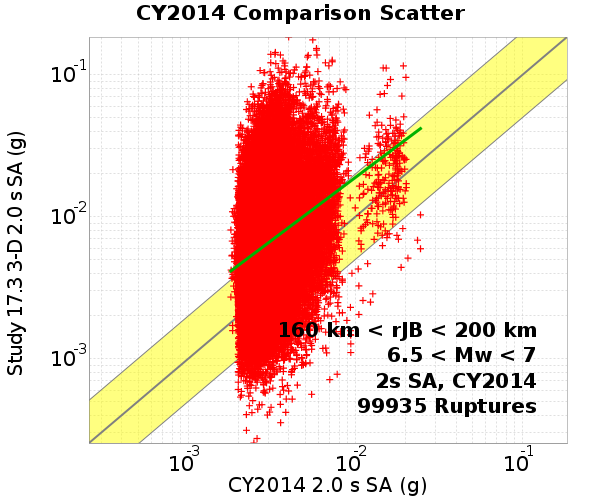 CY2014 Comparison Scatter
Study 17.3 3-D 2.0 s SA (g)
10-1
10-2
10-3
160 km < rJB < 200 km
6.5 < Mw < 7
2s SA, CY2014
99935 Ruptures
10-3
10-2
10-1
CY2014 2.0 s SA (g)